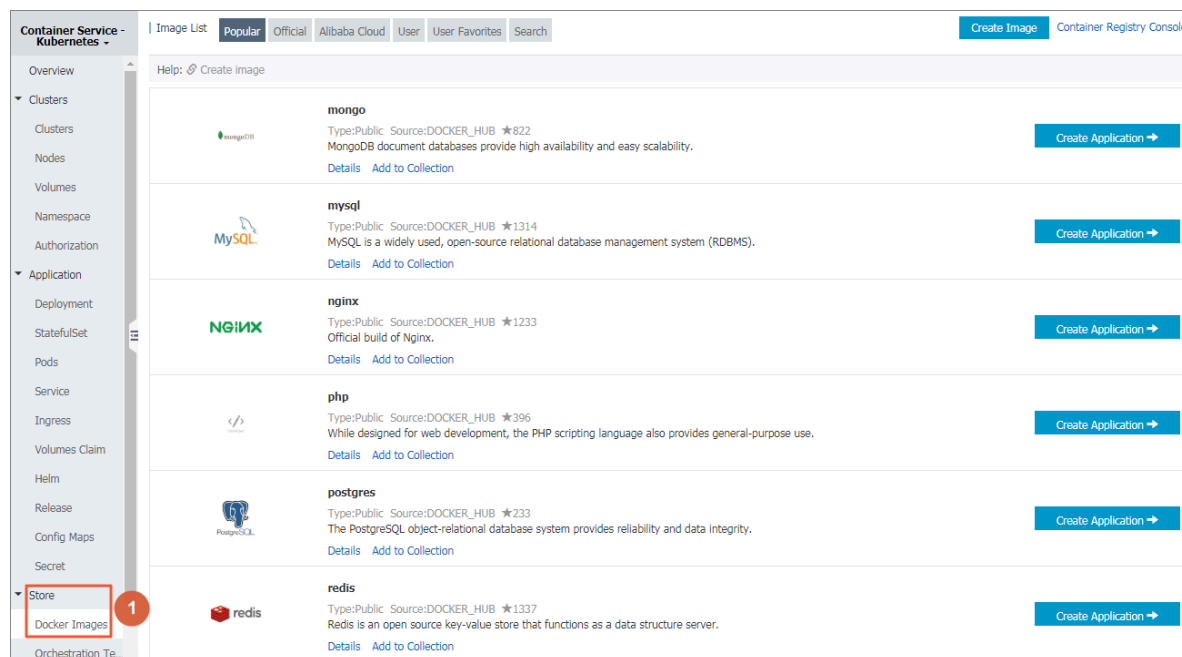 Container Service -
Kubernetes
Overview
Clusters
Clusters
Nodes
Volumes
Namespace
Authorization
Application
Deployment
StatefulSet
Pods
Service
Ingress
Volumes Claim
Helm
Release
Config Maps
Secret
Store
Docker Images
1
Orchestration Te...
Image List Popular Official Alibaba Cloud User User Favorites Search Create Image Container Registry Consol
Help: Create image
mongoDB
mongo
Type:Public Source:DOCKER_HUB ★822
MongoDB document databases provide high availability and easy scalability.
Details Add to Collection
Create Application ➔
MySQL
mysql
Type:Public Source:DOCKER_HUB ★1314
MySQL is a widely used, open-source relational database management system (RDBMS).
Details Add to Collection
Create Application ➔
NGINX
nginx
Type:Public Source:DOCKER_HUB ★1233
Official build of Nginx.
Details Add to Collection
Create Application ➔
</>
php
Type:Public Source:DOCKER_HUB ★396
While designed for web development, the PHP scripting language also provides general-purpose use.
Details Add to Collection
Create Application ➔
PostgreSQL
postgres
Type:Public Source:DOCKER_HUB ★233
The PostgreSQL object-relational database system provides reliability and data integrity.
Details Add to Collection
Create Application ➔
redis
redis
Type:Public Source:DOCKER_HUB ★1337
Redis is an open source key-value store that functions as a data structure server.
Details Add to Collection
Create Application ➔